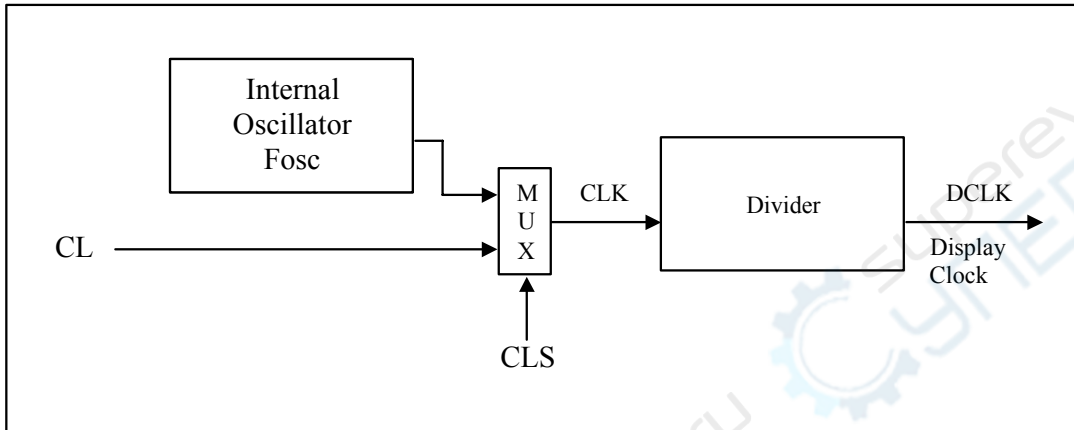 Internal
Oscillator
Fosc
M
U
X
CLK
Divider
DCLK
CL
Display
Clock
CLS